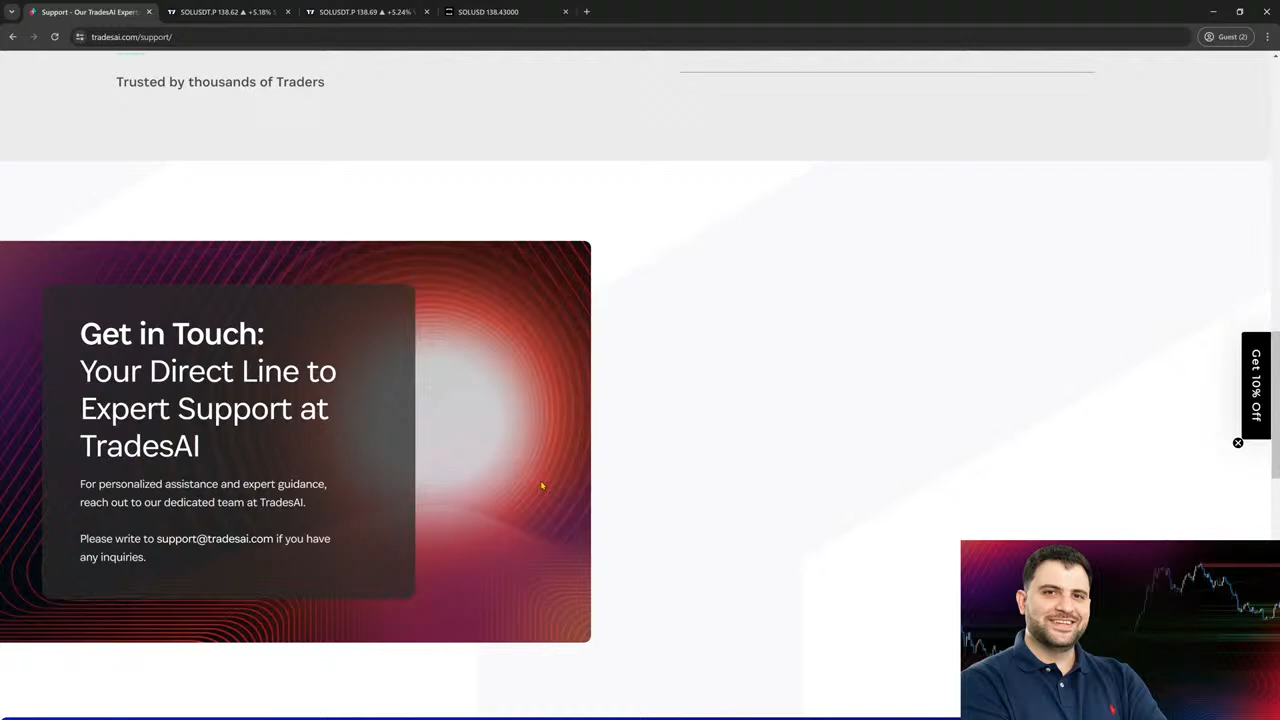 Support - Our TradesAI Expert
SOLUSDT.P 138.62 ▲ +5.18% S
SOLUSDT.P 138.69 ▲ +5.24%
SOLUSD 138.43000
tradesai.com/support/
Guest (2)
Trusted by thousands of Traders
Get in Touch:
Your Direct Line to
Expert Support at
TradesAI
For personalized assistance and expert guidance,
reach out to our dedicated team at TradesAI.
Please write to support@tradesai.com if you have
any inquiries.
Get 10% Off